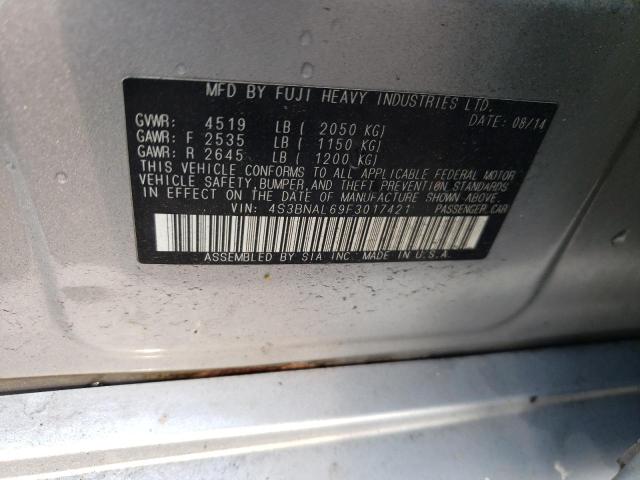 MFD BY FUJI HEAVY INDUSTRIES LTD.
DATE: 08/14
GVWR: 4519 LB ( 2050 KG)
GAWR: F 2535 LB ( 1150 KG)
GAWR: R 2645 LB ( 1200 KG)
THIS VEHICLE CONFORMS TO ALL APPLICABLE FEDERAL MOTOR
VEHICLE SAFETY, BUMPER, AND THEFT PREVENTION STANDARDS
IN EFFECT ON THE DATE OF MANUFACTURE SHOWN ABOVE.
VIN: 4S3BNAL69F3017421 PASSENGER CAR
ASSEMBLED BY SIA INC. MADE IN U.S.A.